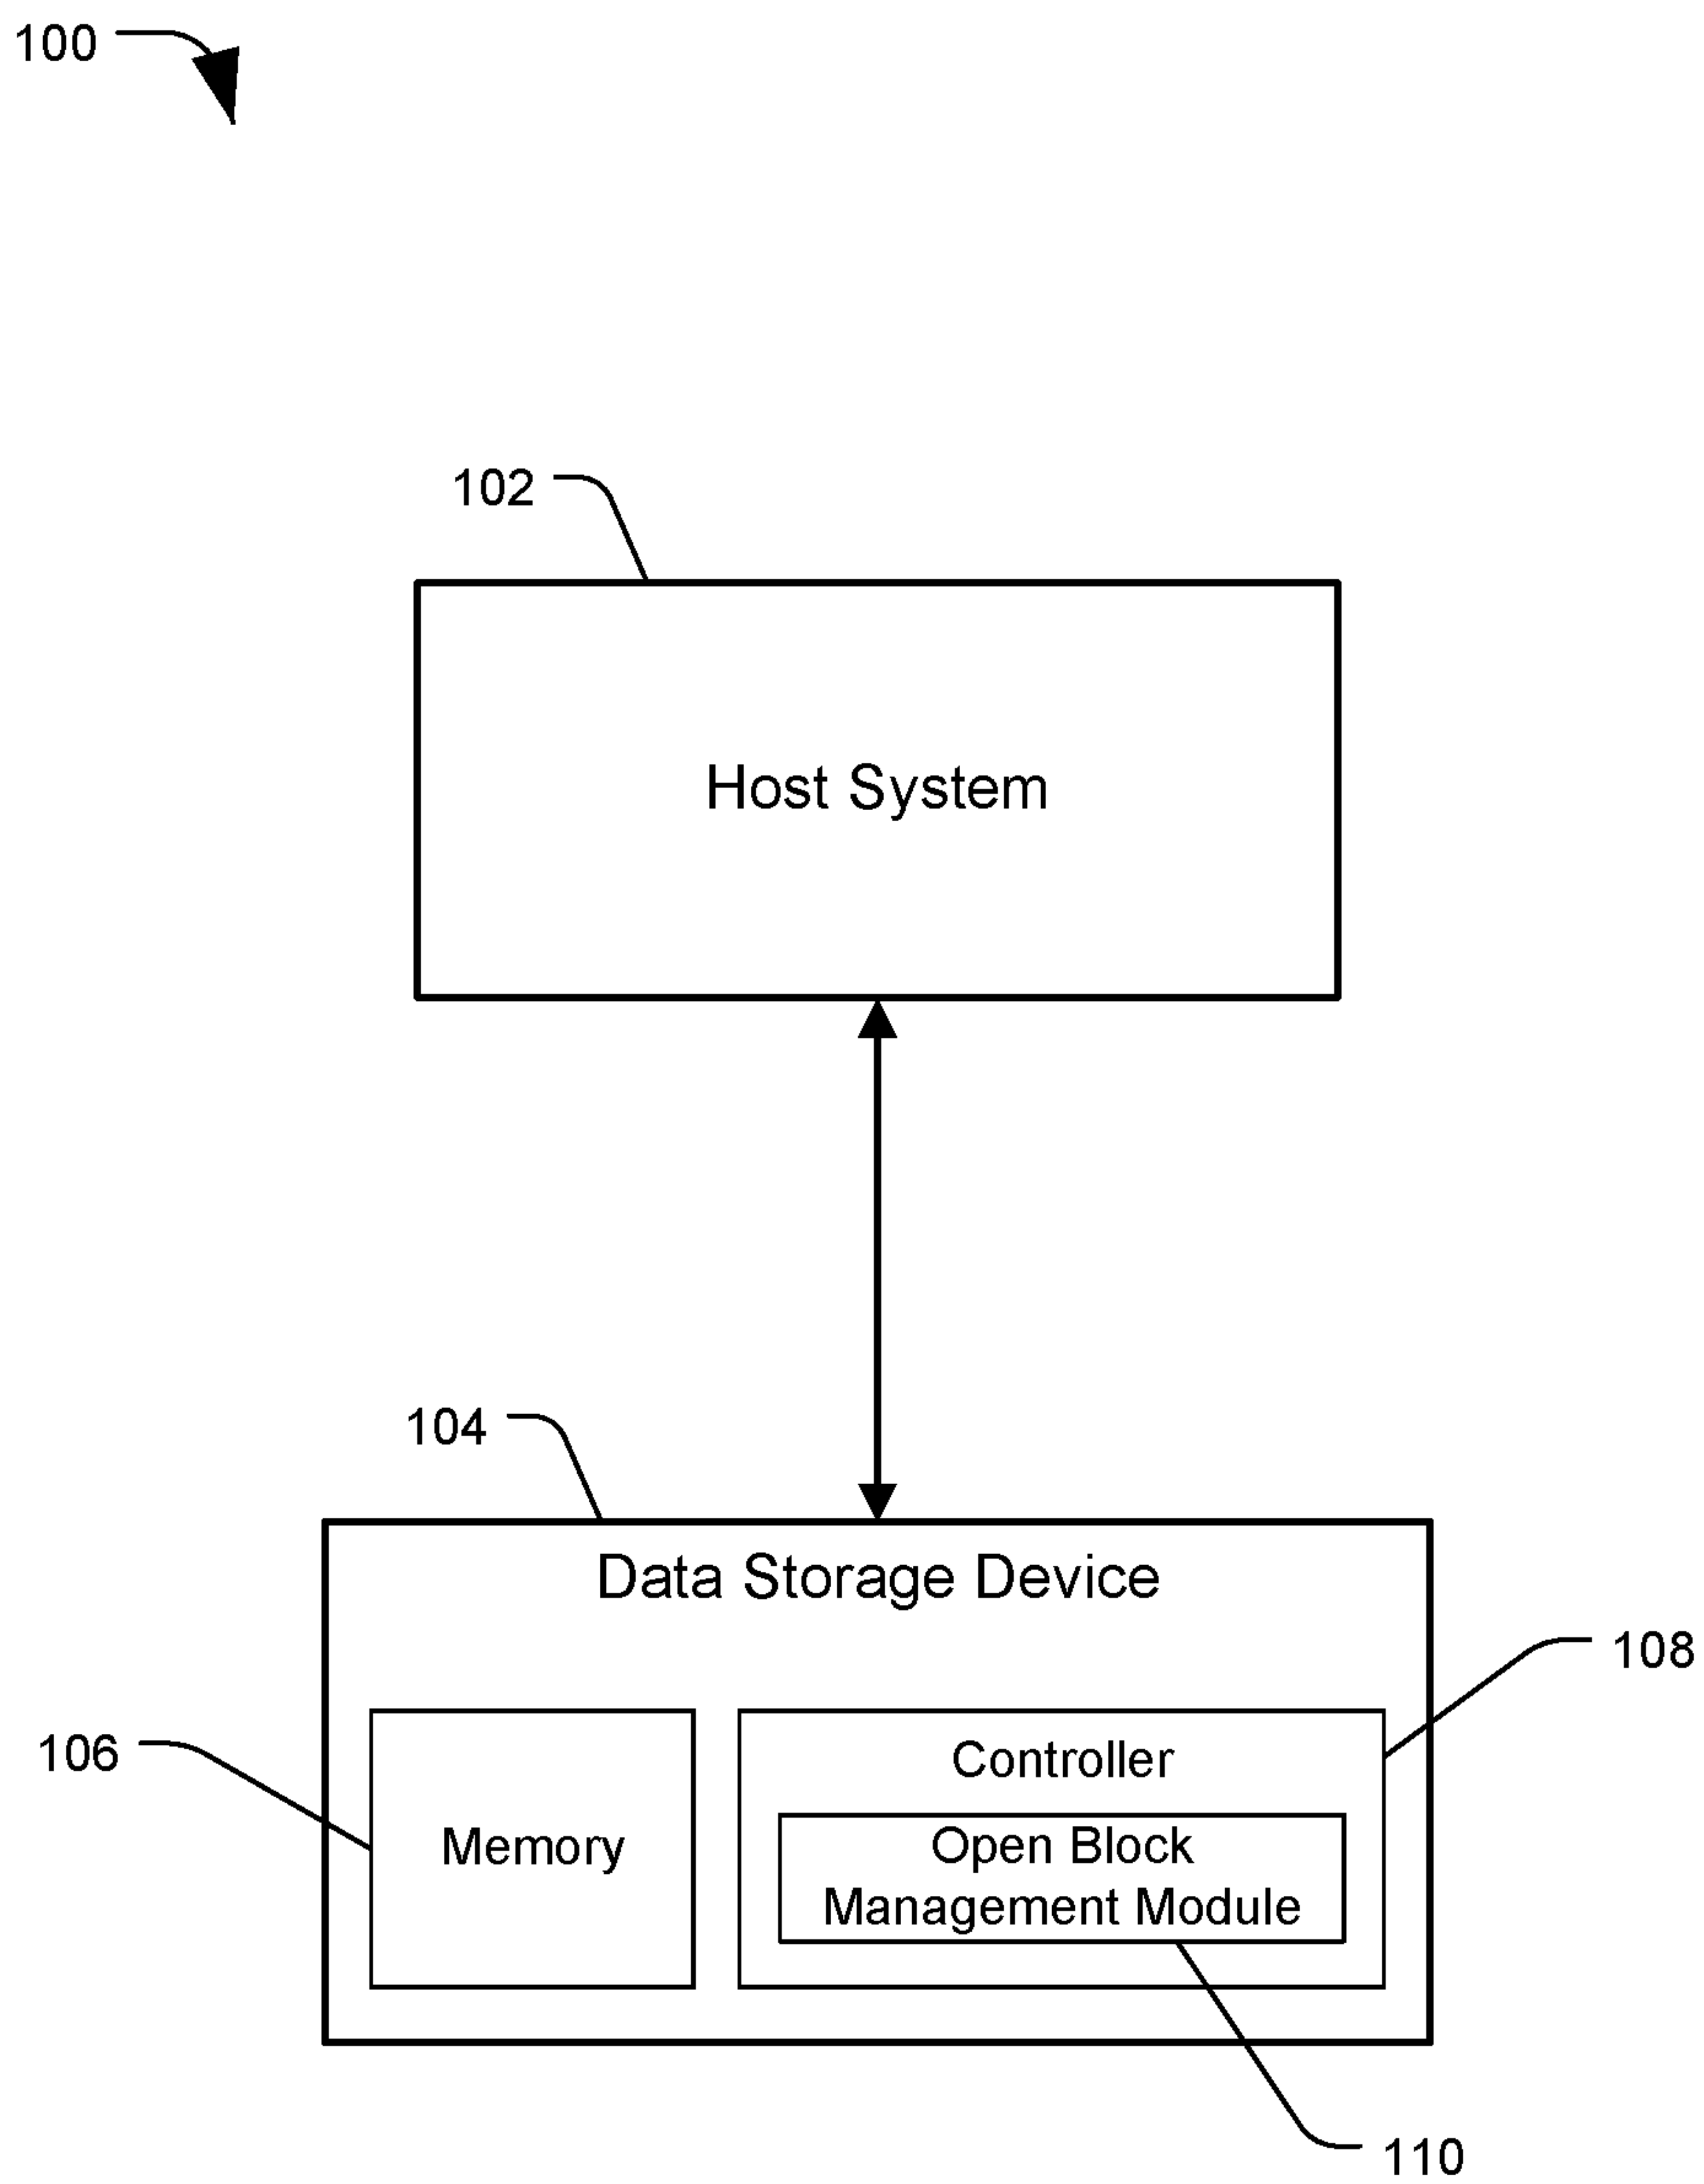 100
102
Host System
104
Data Storage Device
108
106
Controller
Memory
Open Block
Management Module
110